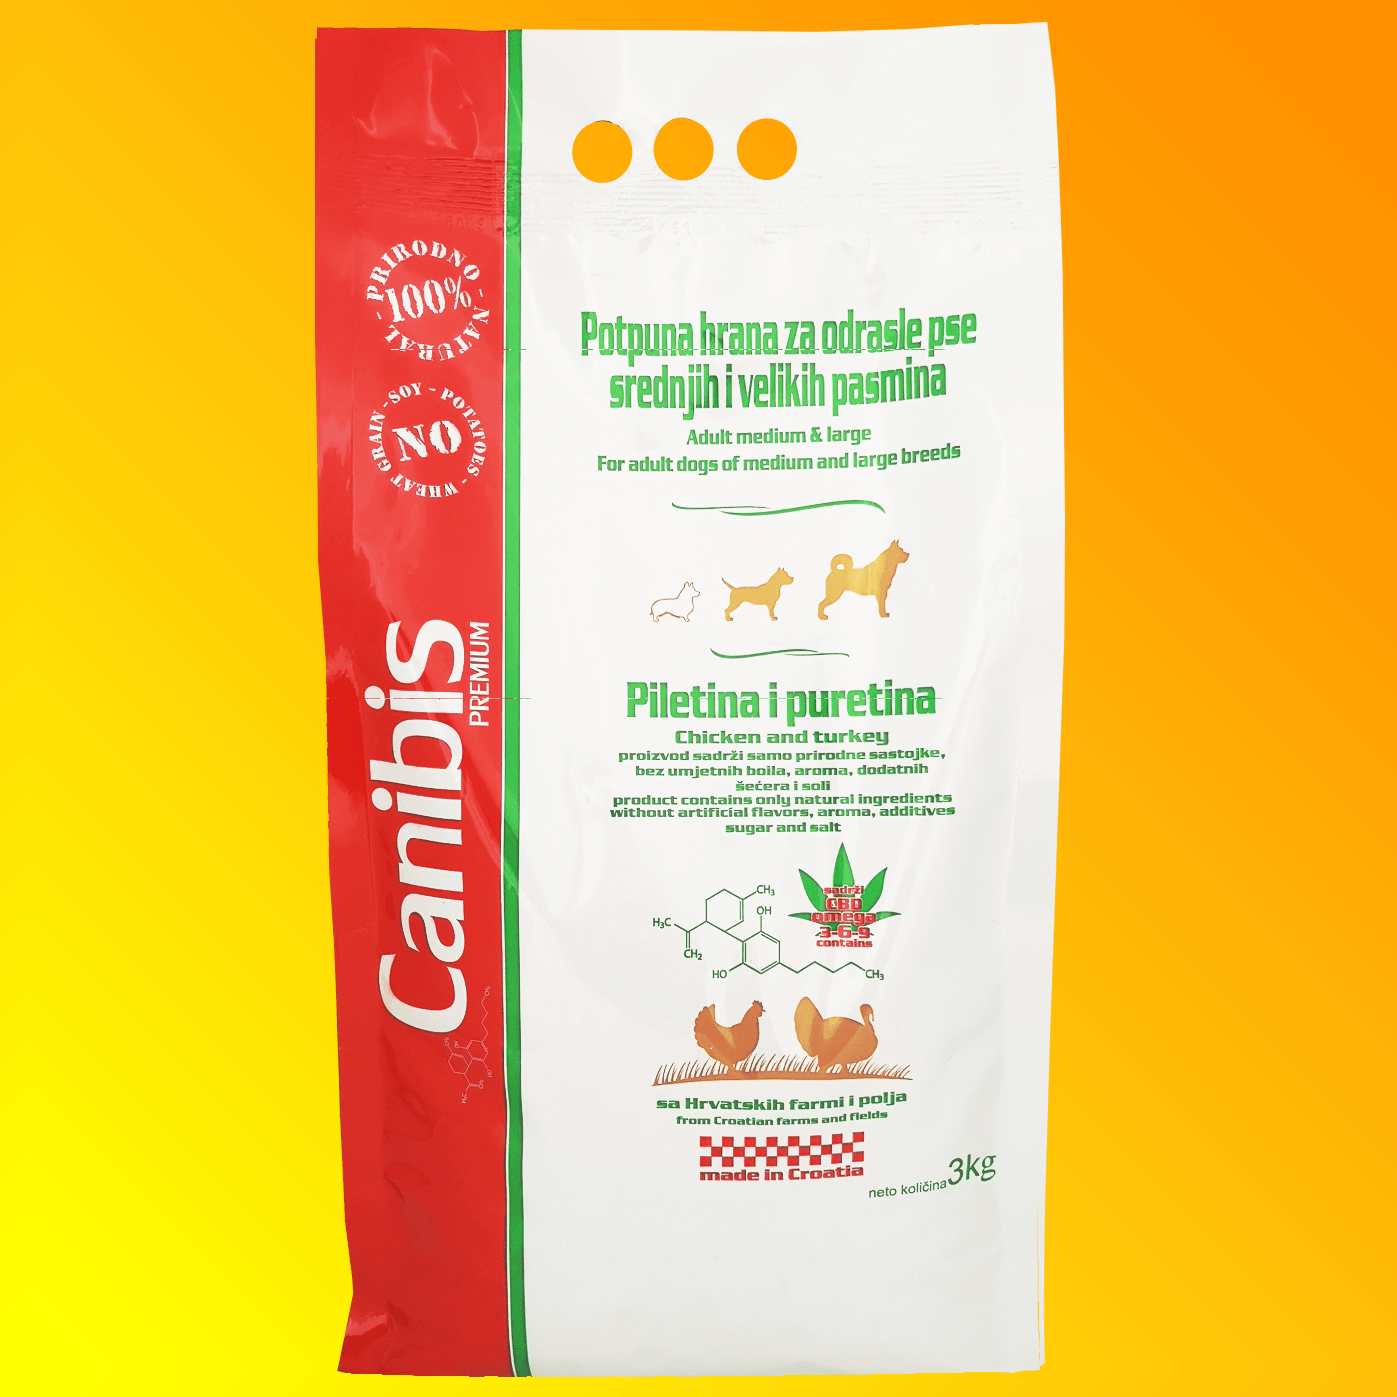 - PRIRODNO - NATURAL
100%
WHEAT GRAIN - SOY - POTATOES -
NO
Canibis
PREMIUM
Potpuna hrana za odrasle pse
srednjih i velikih pasmina
Adult medium & large
For adult dogs of medium and large breeds
Piletina i puretina
Chicken and turkey
proizvod sadrži samo prirodne sastojke,
bez umjetnih boila, aroma, dodatnih
šećera i soli
product contains only natural ingredients
without artificial flavors, aroma, additives
sugar and salt
sadrži
CBD
omega
3-6-9
contains
CH₃
OH
H₃C
CH₂
HO
CH₃
sa Hrvatskih farmi i polja
from Croatian farms and fields
made in Croatia
neto količina 3kg